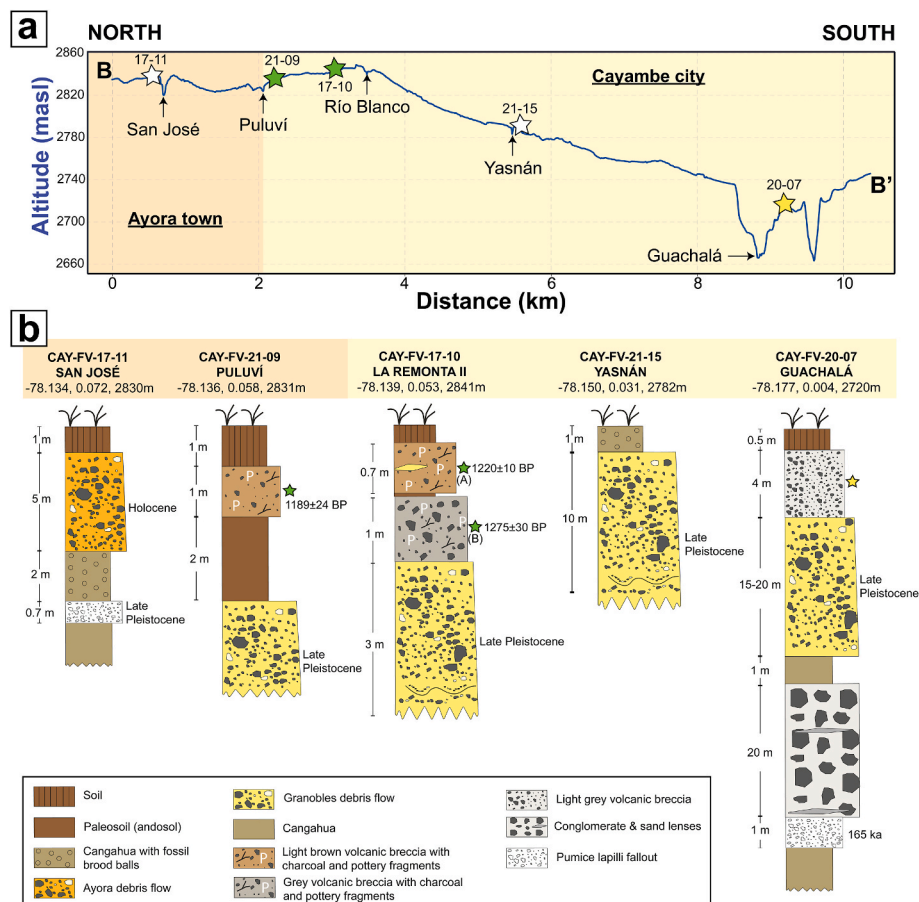 a
NORTH
SOUTH
Altitude (masl)
2860
2820
2780
2740
2700
2660
B
17-11
San José
Ayora town
21-09
Puluví
17-10
Río Blanco
Cayambe city
21-15
Yasnán
20-07
Guachalá
B’
0
2
4
6
8
10
Distance (km)
b
CAY-FV-17-11
SAN JOSÉ
-78.134, 0.072, 2830m
CAY-FV-21-09
PULUVÍ
-78.136, 0.058, 2831m
CAY-FV-17-10
LA REMONTA II
-78.139, 0.053, 2841m
CAY-FV-21-15
YASNÁN
-78.150, 0.031, 2782m
CAY-FV-20-07
GUACHALÁ
-78.177, 0.004, 2720m
1 m
5 m
Holocene
2 m
0.7 m
Late
Pleistocene
1 m
1 m
P
P
P
1189±24 BP
2 m
Late
Pleistocene
0.7 m
P
P
P
1220±10 BP
(A)
1 m
P
P
1275±30 BP
(B)
3 m
Late Pleistocene
1 m
10 m
Late
Pleistocene
0.5 m
4 m
15-20 m
Late
Pleistocene
1 m
20 m
1 m
165 ka
Soil
Paleosoil (andosol)
Cangahua with fossil
brood balls
Ayora debris flow
Granobles debris flow
Cangahua
P
Light brown volcanic breccia with
charcoal and pottery fragments
P
Grey volcanic breccia with charcoal
and pottery fragments
Light grey volcanic breccia
Conglomerate & sand lenses
Pumice lapilli fallout